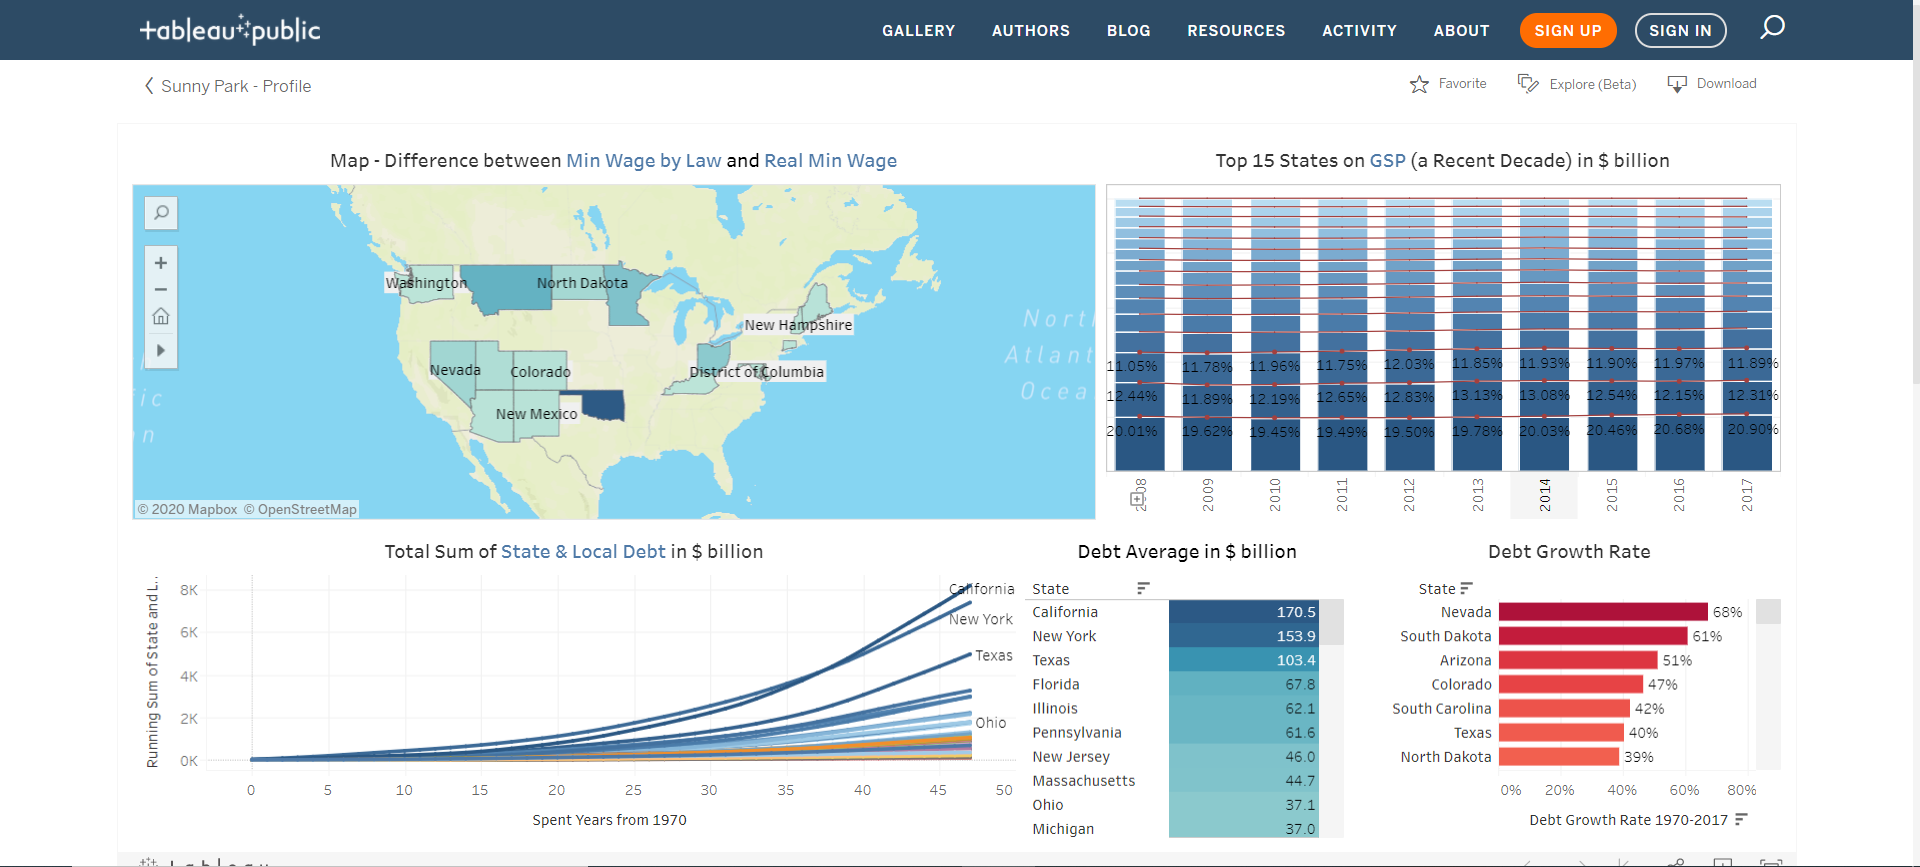 tableau public
GALLERY AUTHORS BLOG RESOURCES ACTIVITY ABOUT SIGN UP SIGN IN
Sunny Park - Profile
Favorite Explore (Beta) Download
Map - Difference between Min Wage by Law and Real Min Wage
Washington
North Dakota
New Hampshire
Nevada
Colorado
District of Columbia
New Mexico
Atlant
Ocea
© 2020 Mapbox © OpenStreetMap
Top 15 States on GSP (a Recent Decade) in $ billion
11.05% 11.78% 11.96% 11.75% 12.03% 11.85% 11.93% 11.90% 11.97% 11.89%
12.44% 11.89% 12.19% 12.65% 12.83% 13.13% 13.08% 12.54% 12.15% 12.31%
20.01% 19.62% 19.45% 19.49% 19.50% 19.78% 20.03% 20.46% 20.68% 20.90%
2009 2010 2011 2012 2013 2014 2015 2016 2017
Total Sum of State & Local Debt in $ billion
Running Sum of State and L..
8K
6K
4K
2K
0K
California
New York
Texas
Ohio
0 5 10 15 20 25 30 35 40 45 50
Spent Years from 1970
Debt Average in $ billion
State
California 170.5
New York 153.9
Texas 103.4
Florida 67.8
Illinois 62.1
Pennsylvania 61.6
New Jersey 46.0
Massachusetts 44.7
Ohio 37.1
Michigan 37.0
Debt Growth Rate
State
Nevada 68%
South Dakota 61%
Arizona 51%
Colorado 47%
South Carolina 42%
Texas 40%
North Dakota 39%
0% 20% 40% 60% 80%
Debt Growth Rate 1970-2017